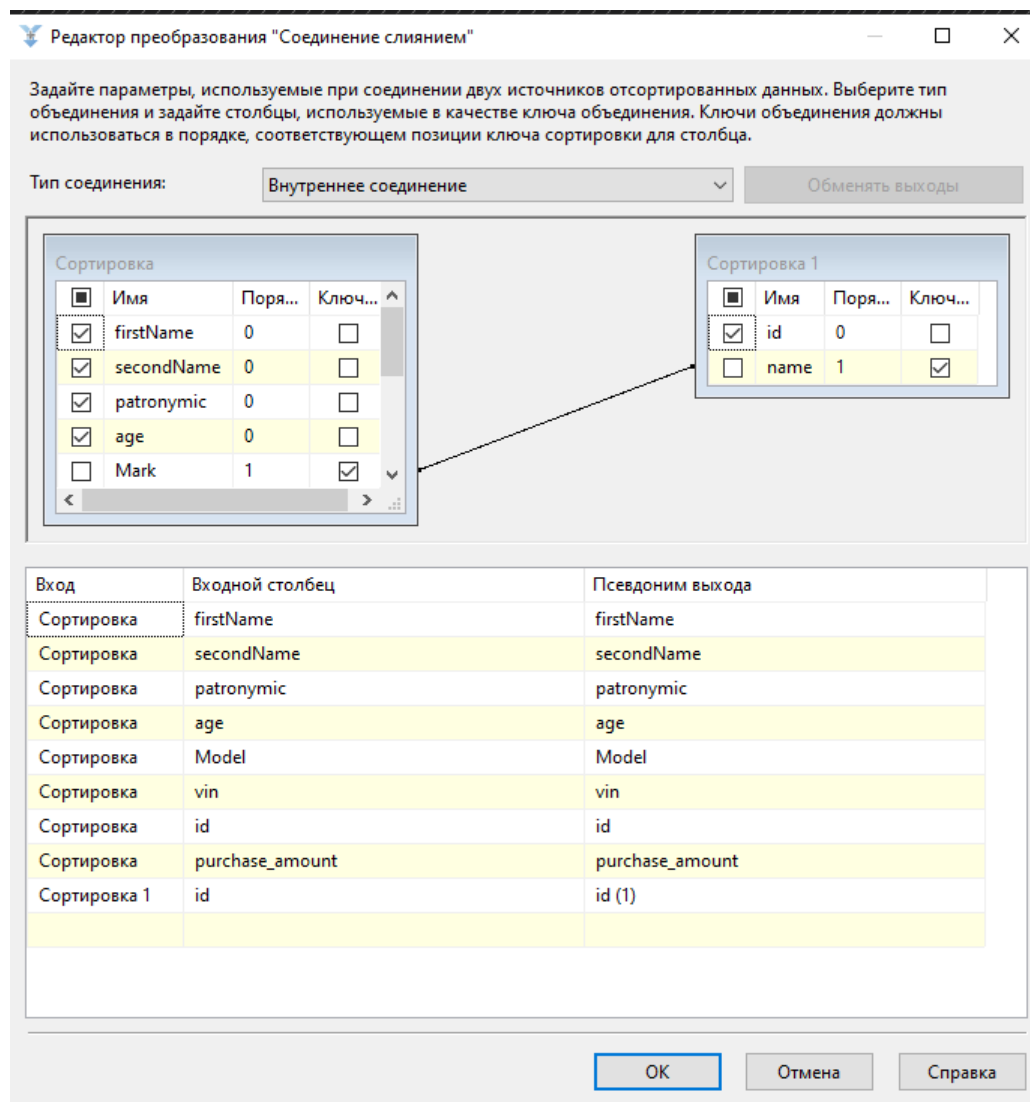 Редактор преобразования "Соединение слиянием"
Задайте параметры, используемые при соединении двух источников отсортированных данных. Выберите тип
объединения и задайте столбцы, используемые в качестве ключа объединения. Ключи объединения должны
использоваться в порядке, соответствующем позиции ключа сортировки для столбца.
Тип соединения: Внутреннее соединение Обменять выходы
Сортировка
Имя Поря... Ключ...
firstName 0
secondName 0
patronymic 0
age 0
Mark 1
Сортировка 1
Имя Поря... Ключ...
id 0
name 1
Вход Входной столбец Псевдоним выхода
Сортировка firstName firstName
Сортировка secondName secondName
Сортировка patronymic patronymic
Сортировка age age
Сортировка Model Model
Сортировка vin vin
Сортировка id id
Сортировка purchase_amount purchase_amount
Сортировка 1 id id (1)
OK Отмена Справка